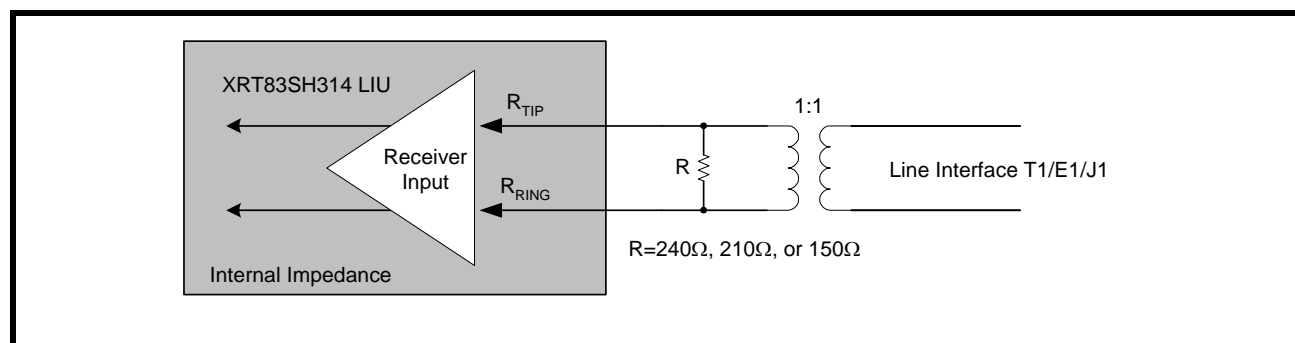 XRT83SH314 LIU
R_TIP
1:1
Receiver
Input
R
Line Interface T1/E1/J1
R_RING
R=240Ω, 210Ω, or 150Ω
Internal Impedance